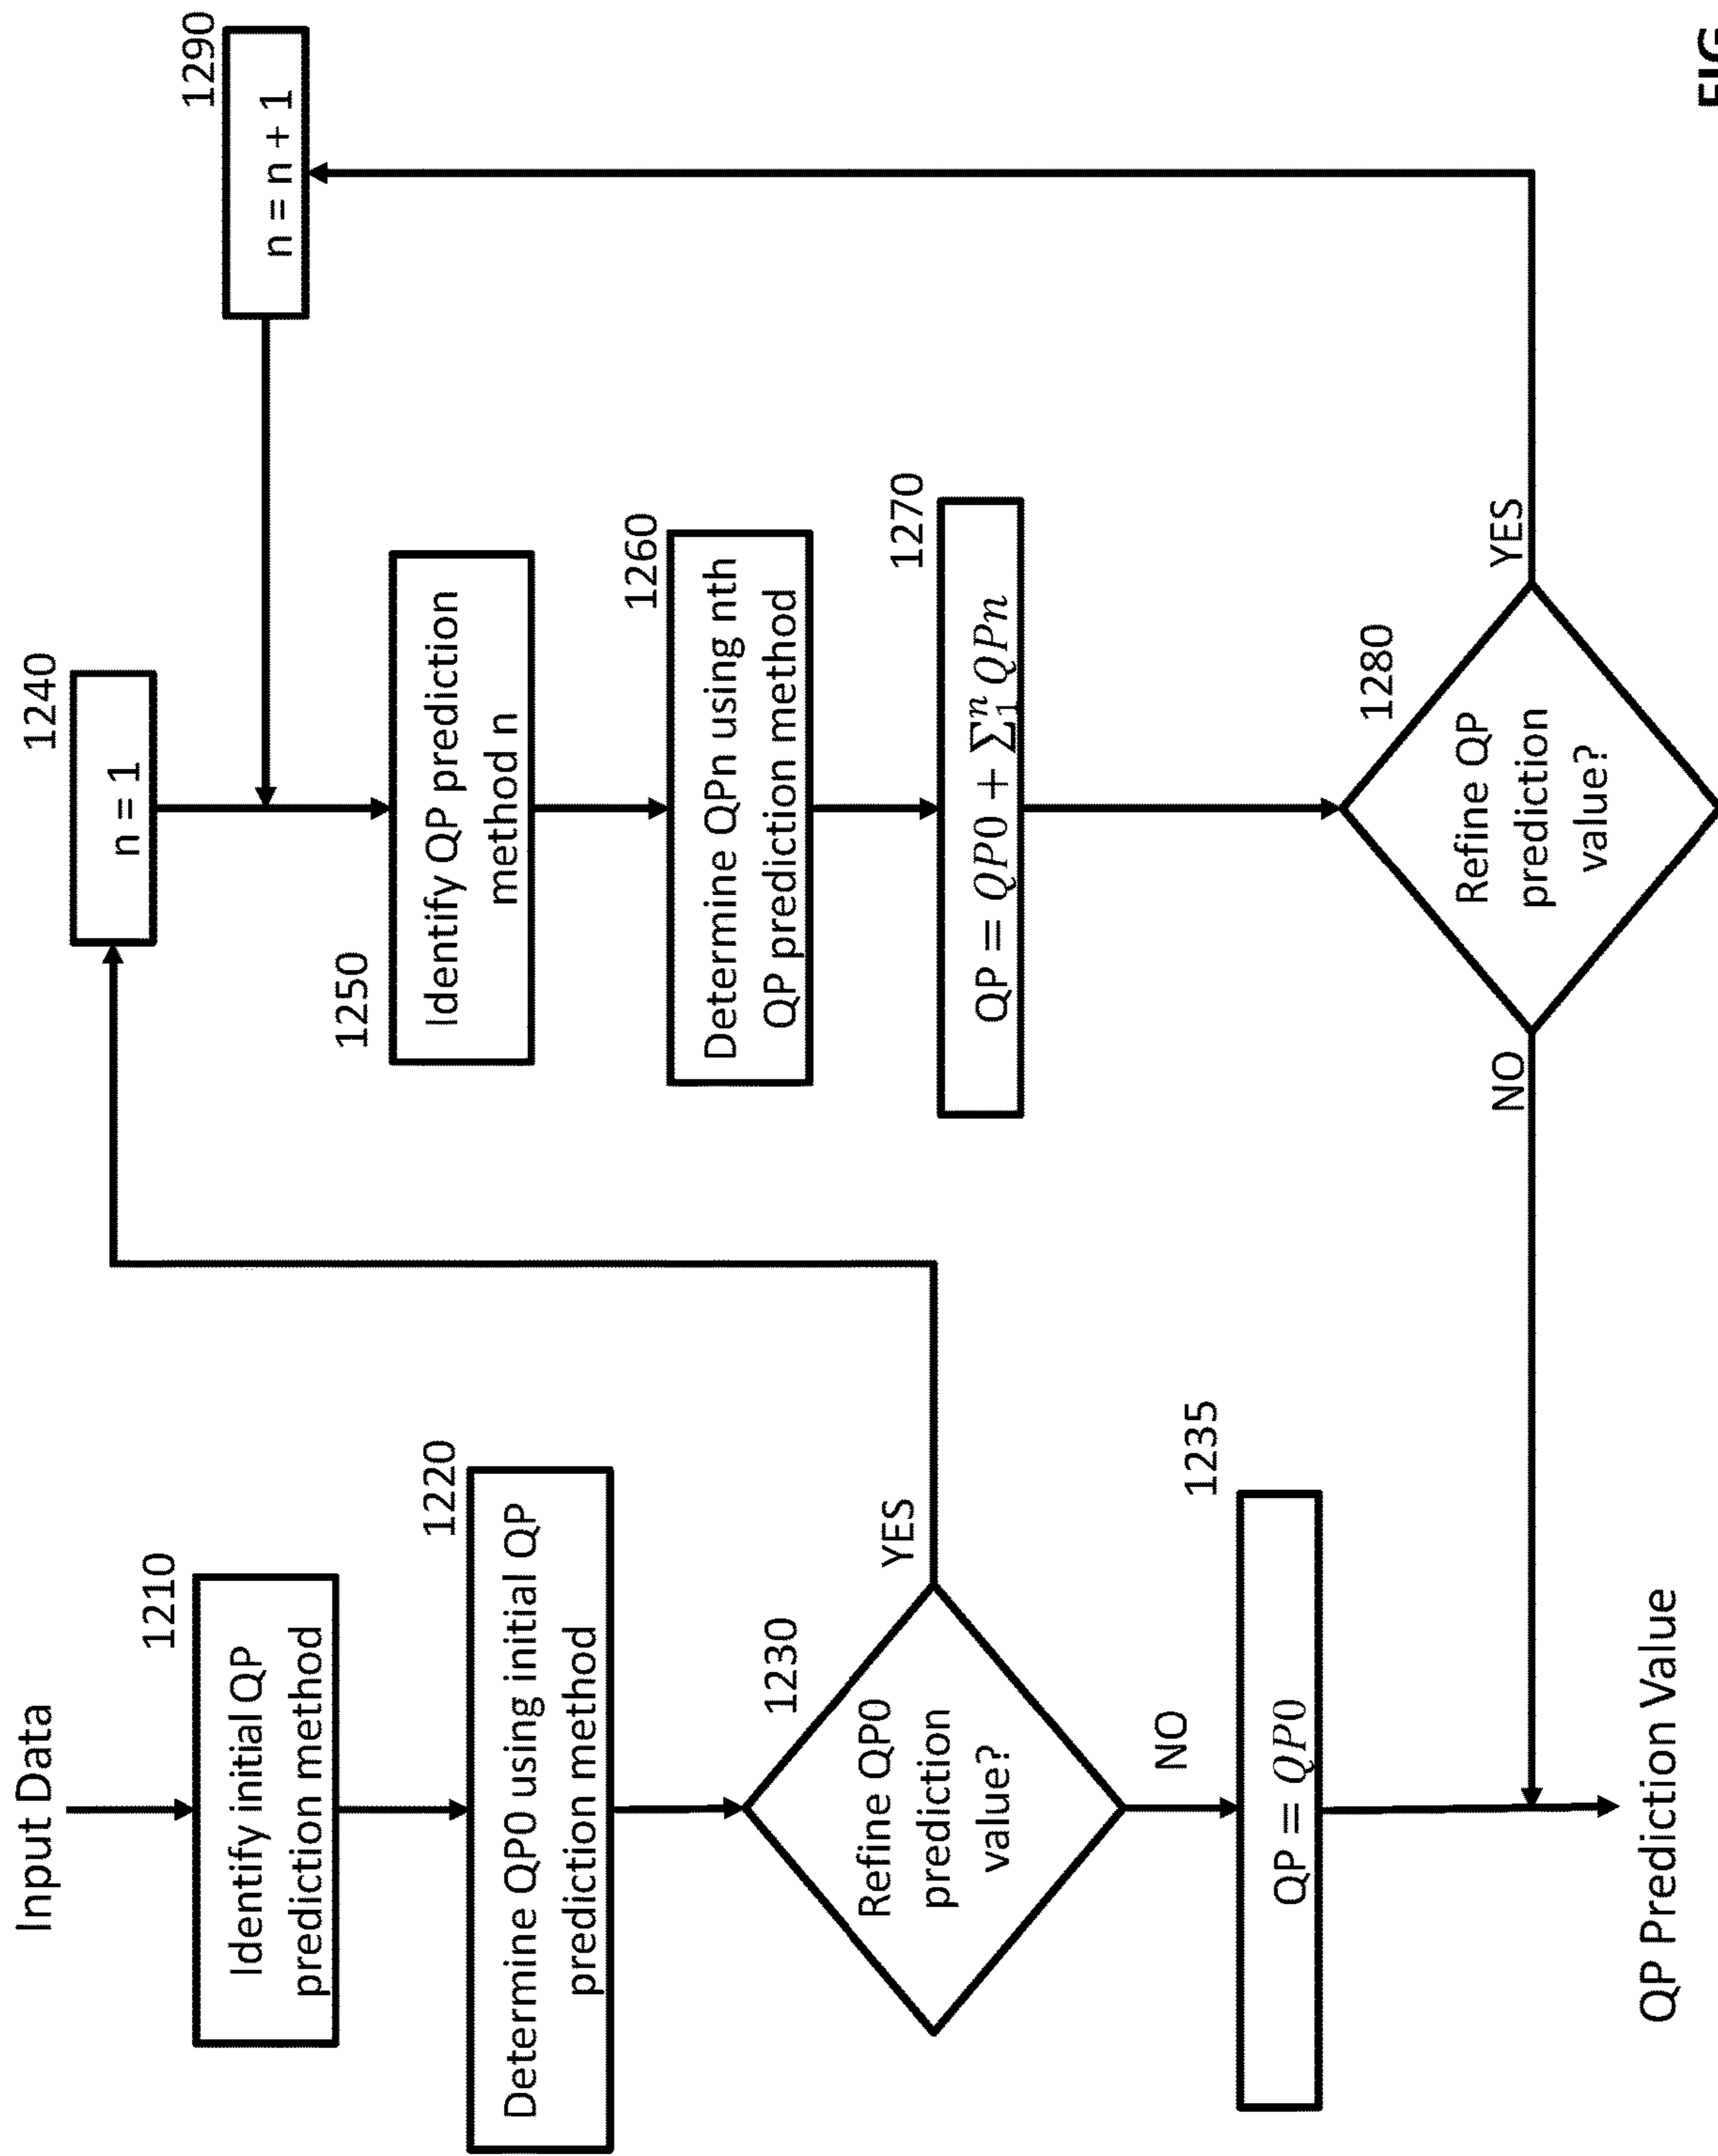 Input Data
1210
Identify initial QP
prediction method
1220
Determine QP0 using initial QP
prediction method
1230
Refine QP0
prediction
value?
YES
NO
1235
QP = QP0
QP Prediction Value
1240
n = 1
1290
n = n + 1
1250
Identify QP prediction
method n
1260
Determine QPn using nth
QP prediction method
1270
QP = QP0 + Σ₁ⁿ QPn
1280
Refine QP
prediction
value?
YES
NO
FIG